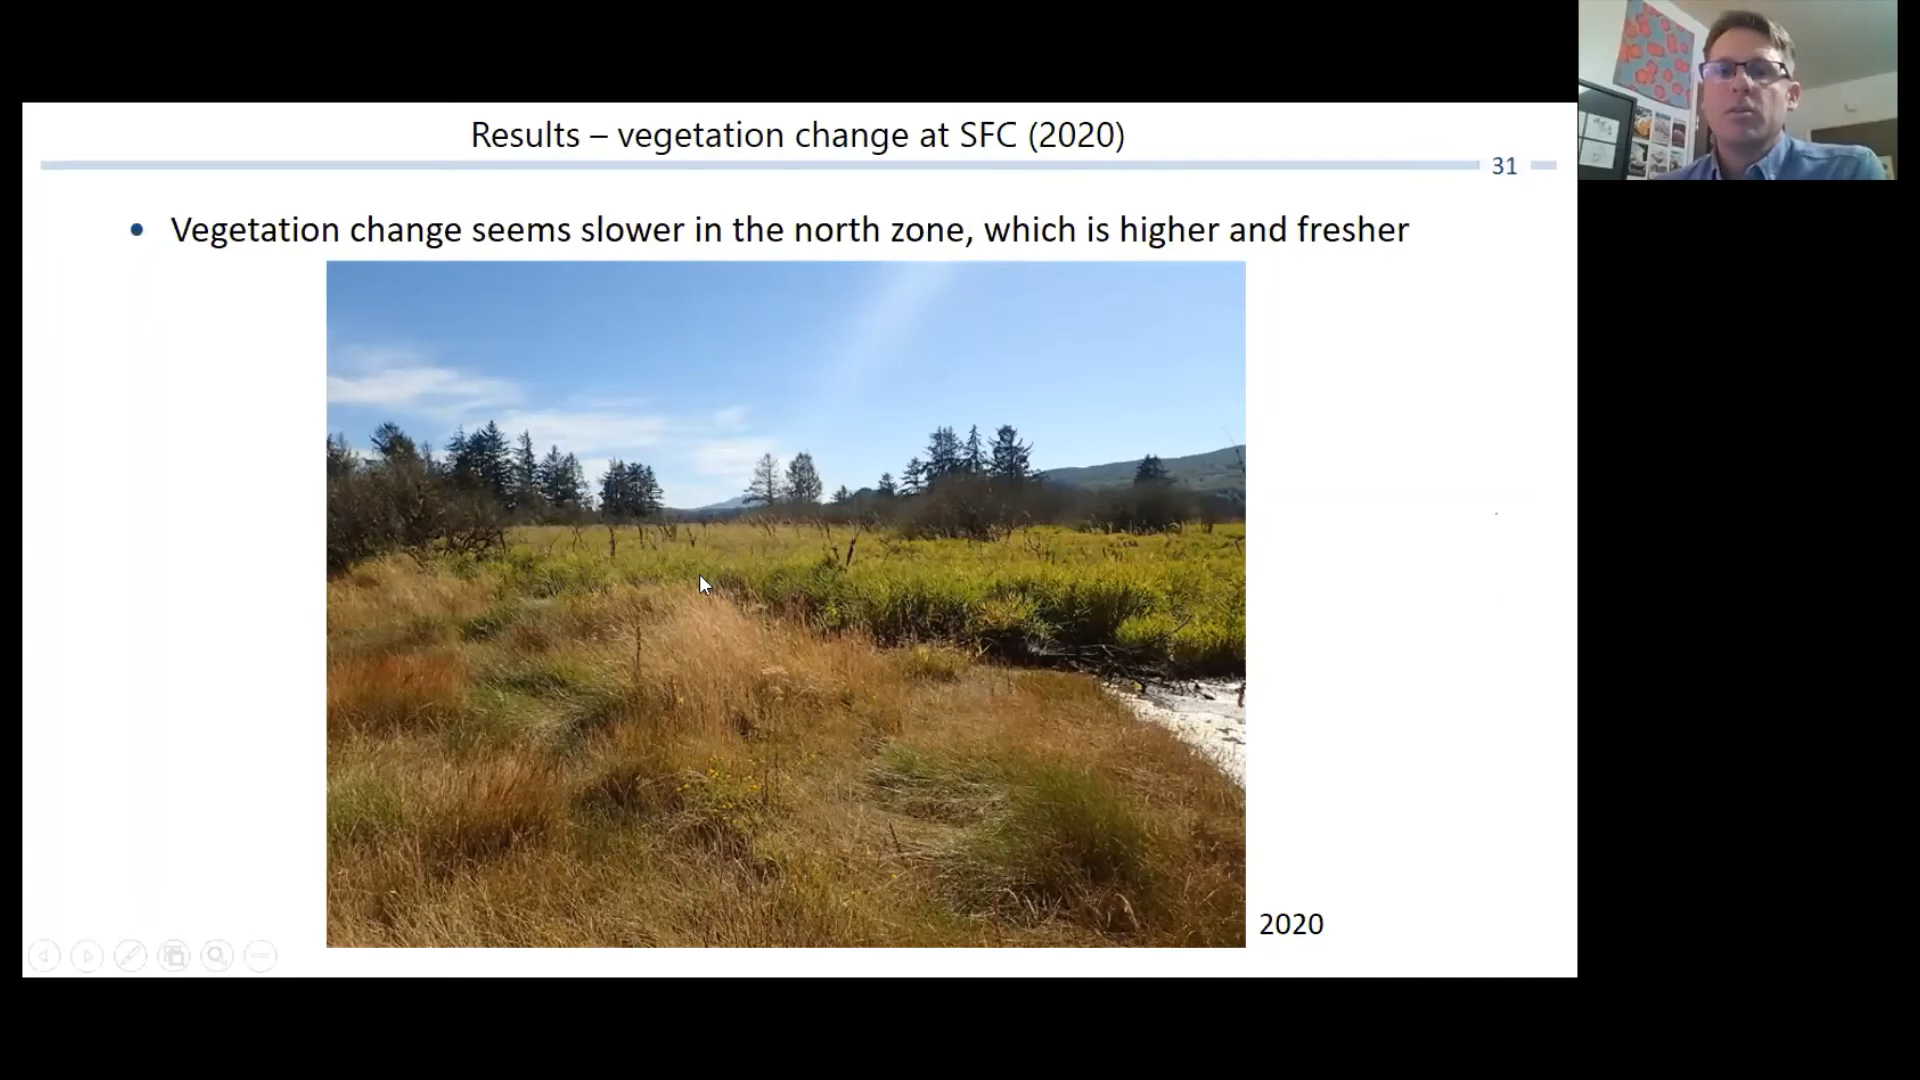 Results – vegetation change at SFC (2020)
31
• Vegetation change seems slower in the north zone, which is higher and fresher
2020